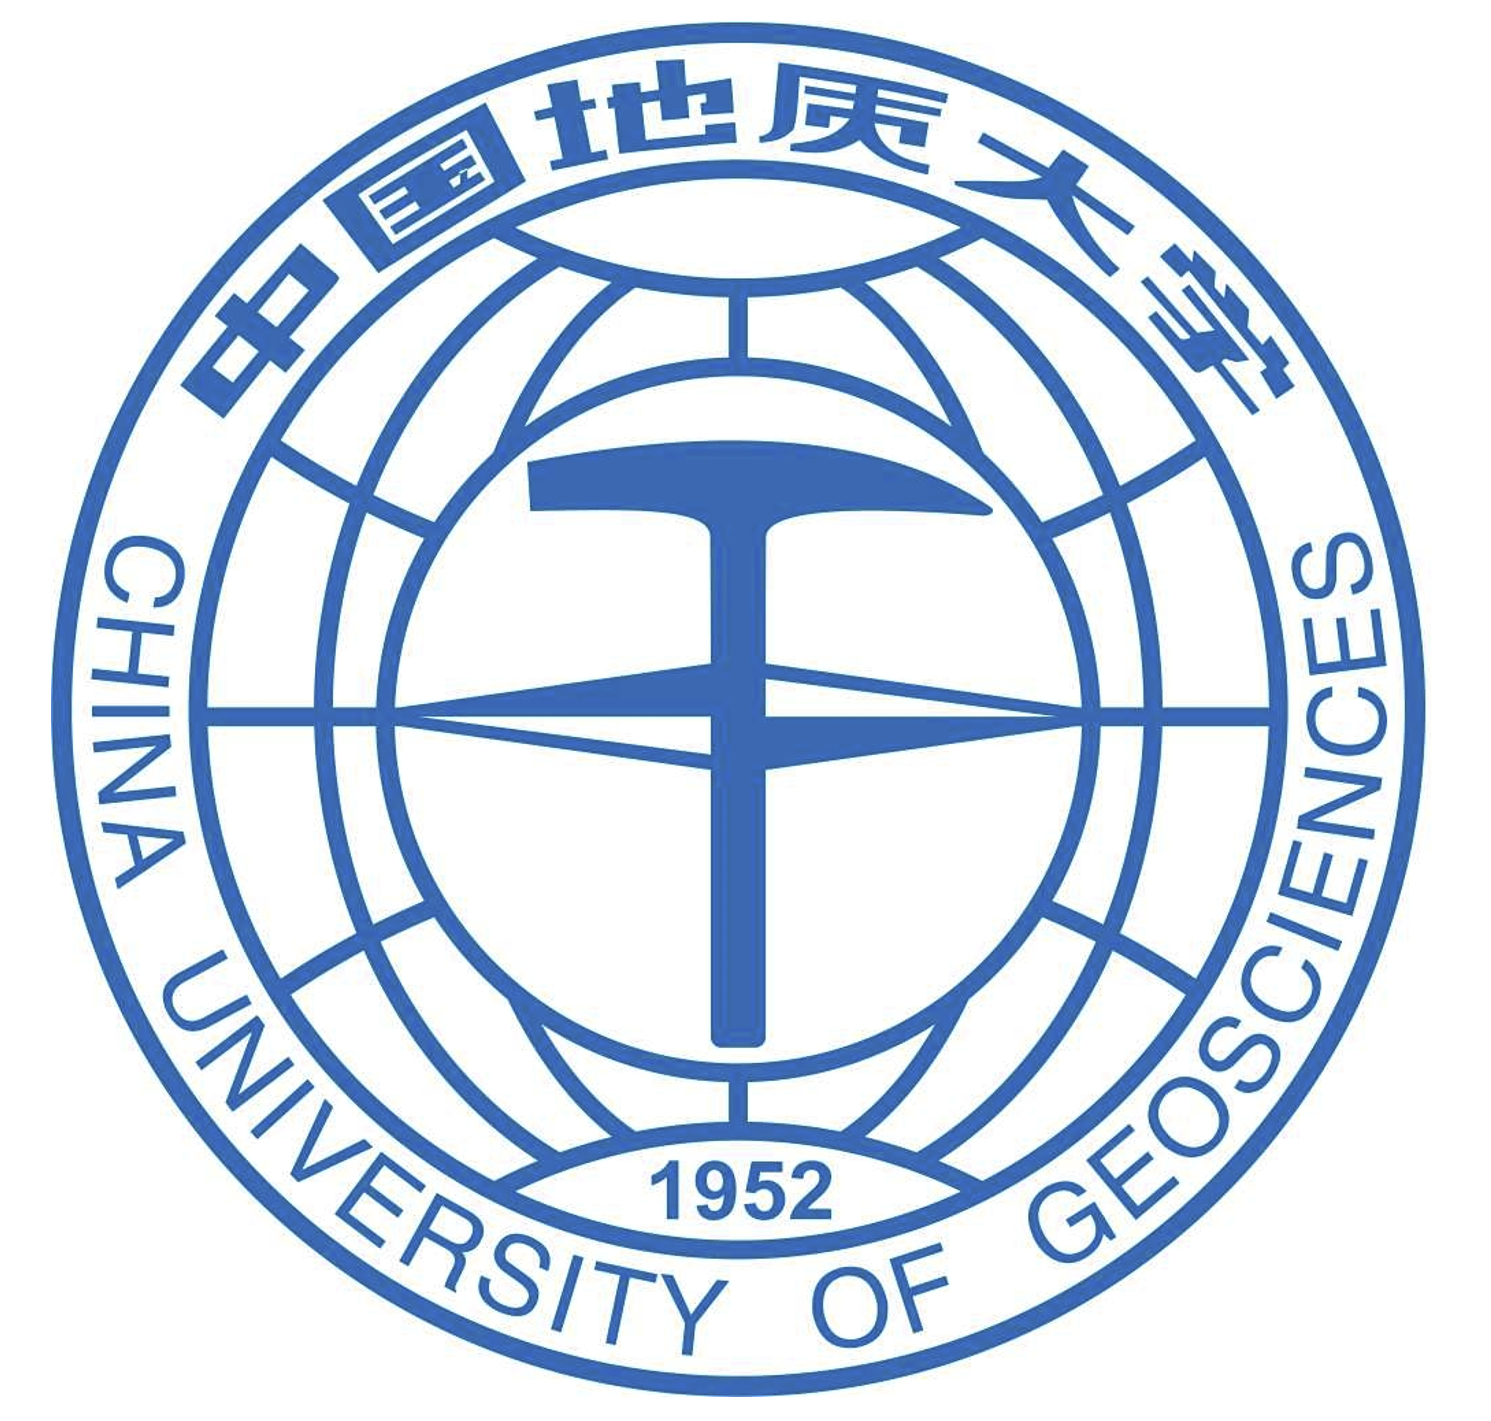 中国地质大学
CHINA UNIVERSITY OF GEOSCIENCES
1952